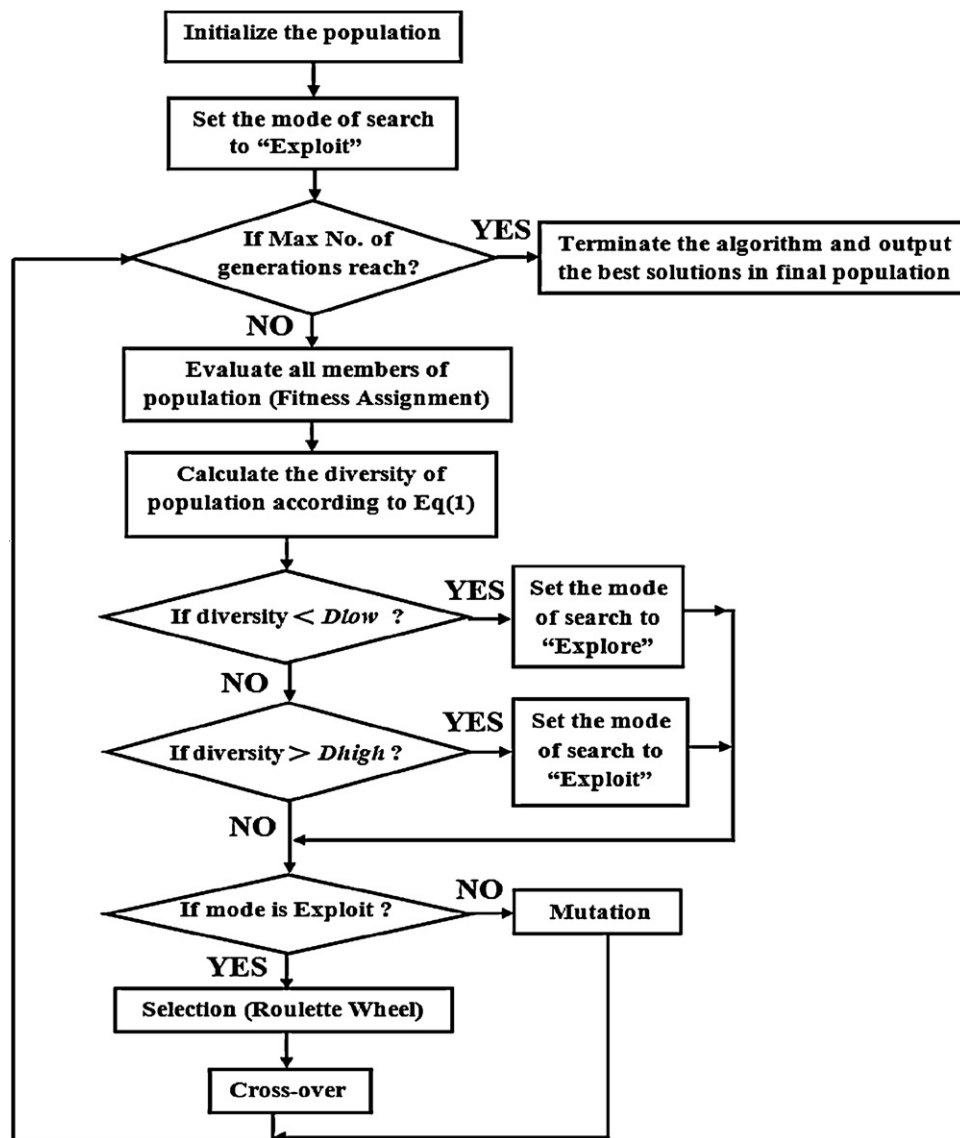 Initialize the population
Set the mode of search
to “Exploit”
If Max No. of
generations reach?
YES
Terminate the algorithm and output
the best solutions in final population
NO
Evaluate all members of
population (Fitness Assignment)
Calculate the diversity of
population according to Eq(1)
If diversity < Dlow ?
YES
Set the mode
of search to
“Explore”
NO
If diversity > Dhigh ?
YES
Set the mode
of search to
“Exploit”
NO
If mode is Exploit ?
NO
Mutation
YES
Selection (Roulette Wheel)
Cross-over